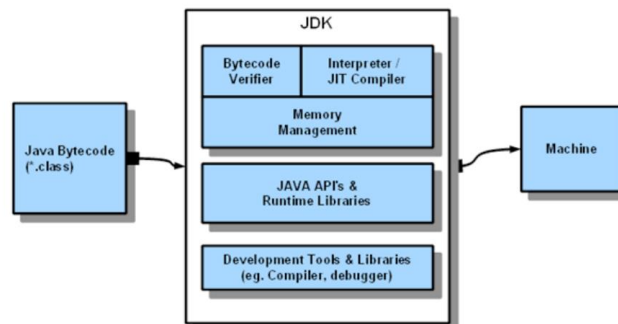 JDK
Bytecode
Verifier
Interpreter /
JIT Compiler
Memory
Management
Java Bytecode
(*.class)
JAVA API's &
Runtime Libraries
Machine
Development Tools & Libraries
(eg. Compiler, debugger)